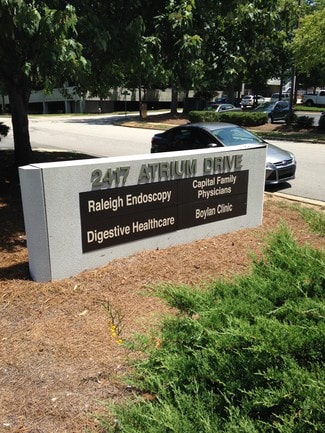 2417 ATRIUM DRIVE
Raleigh Endoscopy
Digestive Healthcare
Capital Family
Physicians
Boylan Clinic